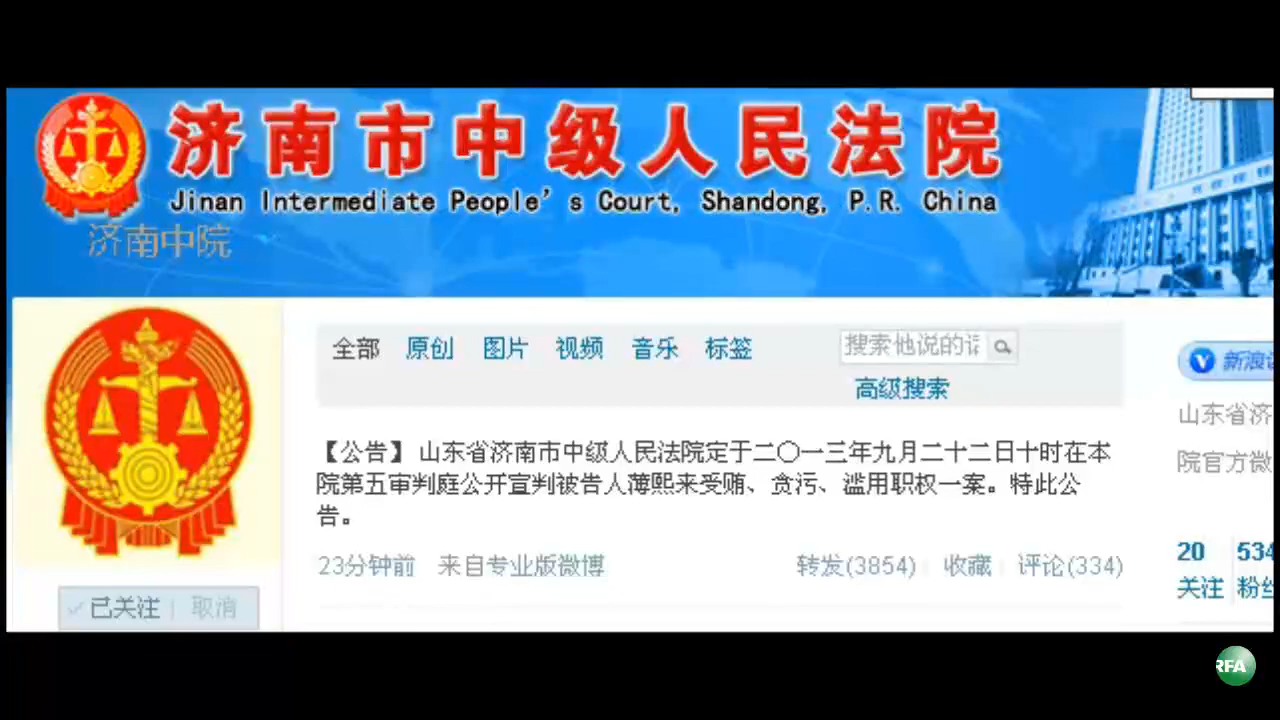 济南市中级人民法院
Jinan Intermediate People's Court, Shandong, P.R. China
济南中院
全部 原创 图片 视频 音乐 标签
搜索他说的
高级搜索
新浪
山东省济
院官方微
【公告】山东省济南市中级人民法院定于二〇一三年九月二十二日十时在本
院第五审判庭公开宣判被告人薄熙来受贿、贪污、滥用职权一案。特此公
告。
23分钟前 来自专业版微博 转发(3854) 收藏 评论(334)
20 534
关注 粉丝
已关注 取消
RFA